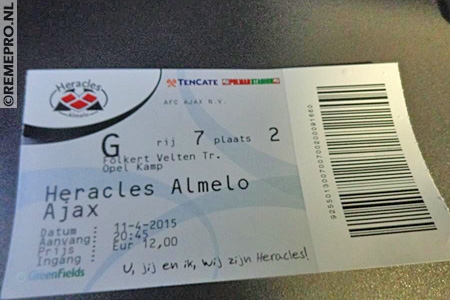 ©REMEPRO.NL
Heracles
Almelo
TENCATE POLMAN STADION
AFC AJAX N.V.
G rij 7 plaats 2
Folkert Velten Tr.
Opel Kamp
Heracles Almelo
Ajax
Datum : 11-4-2015
Aanvang: 20:45
Prijs : Eur 12,00
Ingang :
GREENFIELDS
U, jij en ik, wij zijn Heracles!